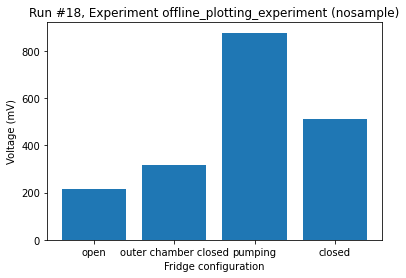 Run #18, Experiment offline_plotting_experiment (nosample)
800
600
400
200
0
Voltage (mV)
open outer chamber closed pumping closed
Fridge configuration